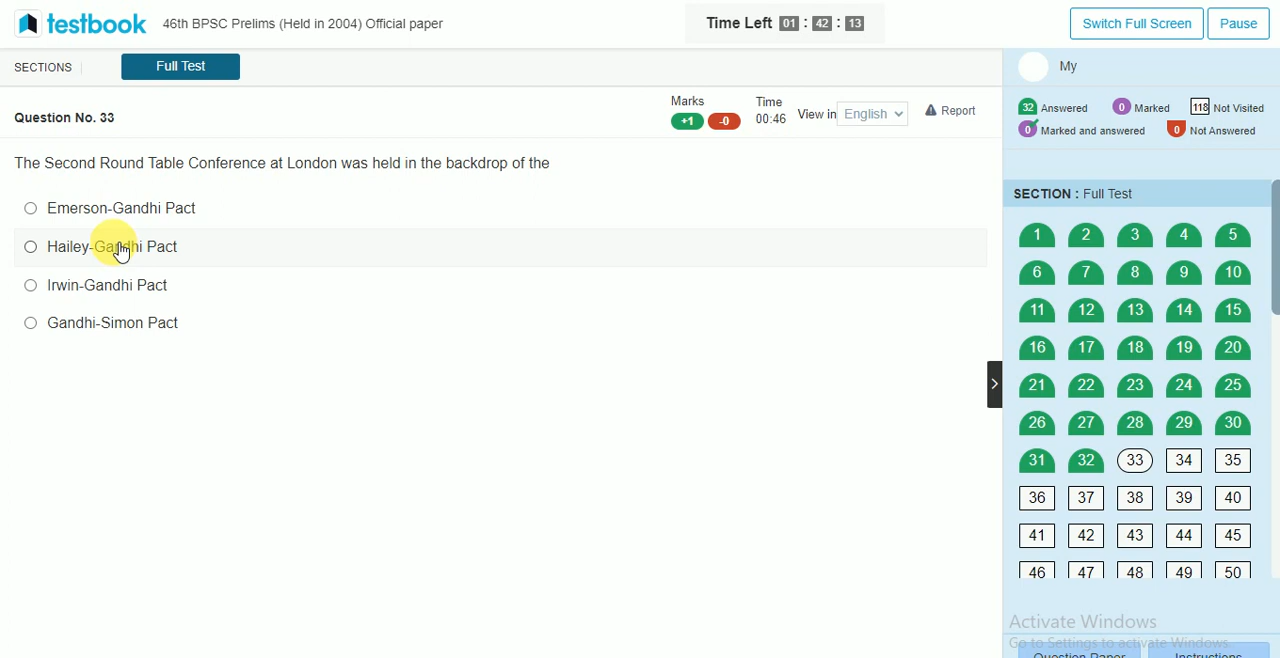 testbook 46th BPSC Prelims (Held in 2004) Official paper Time Left 01 : 42 : 13 Switch Full Screen Pause
SECTIONS Full Test My
Marks Time View in English Report
+1 -0 00:46
Question No. 33
32 Answered 0 Marked 118 Not Visited
0 Marked and answered 0 Not Answered
The Second Round Table Conference at London was held in the backdrop of the
Emerson-Gandhi Pact
Hailey-Gandhi Pact
Irwin-Gandhi Pact
Gandhi-Simon Pact
SECTION : Full Test
1 2 3 4 5
6 7 8 9 10
11 12 13 14 15
16 17 18 19 20
21 22 23 24 25
26 27 28 29 30
31 32 33 34 35
36 37 38 39 40
41 42 43 44 45
46 47 48 49 50
Activate Windows
Go to Settings to activate Windows.
Question Paper Instructions